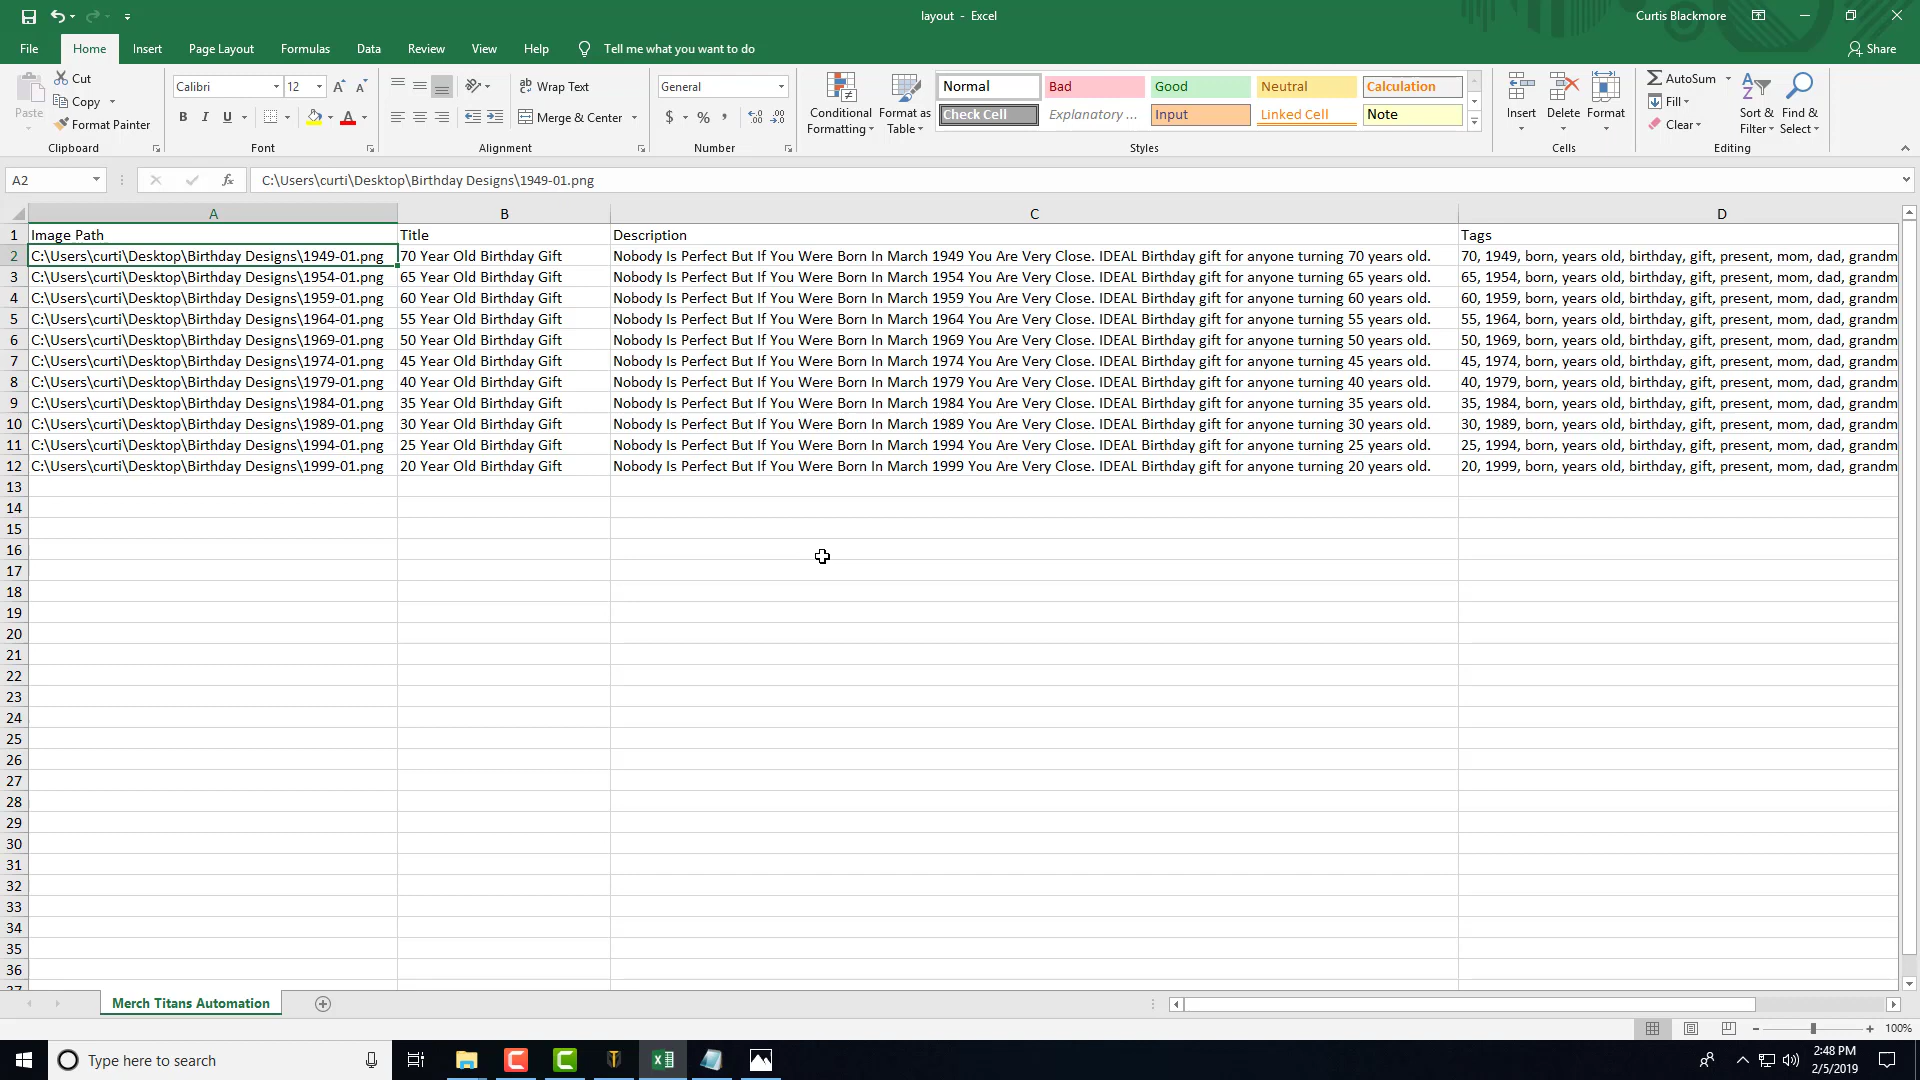 layout - Excel
Curtis Blackmore
File Home Insert Page Layout Formulas Data Review View Help Tell me what you want to do Share
Paste
Cut
Copy
Format Painter
Clipboard
Calibri 12
B I U
Font
Wrap Text
Merge & Center
Alignment
General
$ % ,
Number
Conditional Formatting
Format as Table
Normal Bad Good Neutral Calculation
Check Cell Explanatory ... Input Linked Cell Note
Styles
Insert Delete Format
Cells
AutoSum
Fill
Clear
Sort & Filter
Find & Select
Editing
A2 fx C:\Users\curti\Desktop\Birthday Designs\1949-01.png
A B C D
1 Image Path Title Description Tags
2 C:\Users\curti\Desktop\Birthday Designs\1949-01.png 70 Year Old Birthday Gift Nobody Is Perfect But If You Were Born In March 1949 You Are Very Close. IDEAL Birthday gift for anyone turning 70 years old. 70, 1949, born, years old, birthday, gift, present, mom, dad, grandm
3 C:\Users\curti\Desktop\Birthday Designs\1954-01.png 65 Year Old Birthday Gift Nobody Is Perfect But If You Were Born In March 1954 You Are Very Close. IDEAL Birthday gift for anyone turning 65 years old. 65, 1954, born, years old, birthday, gift, present, mom, dad, grandm
4 C:\Users\curti\Desktop\Birthday Designs\1959-01.png 60 Year Old Birthday Gift Nobody Is Perfect But If You Were Born In March 1959 You Are Very Close. IDEAL Birthday gift for anyone turning 60 years old. 60, 1959, born, years old, birthday, gift, present, mom, dad, grandm
5 C:\Users\curti\Desktop\Birthday Designs\1964-01.png 55 Year Old Birthday Gift Nobody Is Perfect But If You Were Born In March 1964 You Are Very Close. IDEAL Birthday gift for anyone turning 55 years old. 55, 1964, born, years old, birthday, gift, present, mom, dad, grandm
6 C:\Users\curti\Desktop\Birthday Designs\1969-01.png 50 Year Old Birthday Gift Nobody Is Perfect But If You Were Born In March 1969 You Are Very Close. IDEAL Birthday gift for anyone turning 50 years old. 50, 1969, born, years old, birthday, gift, present, mom, dad, grandm
7 C:\Users\curti\Desktop\Birthday Designs\1974-01.png 45 Year Old Birthday Gift Nobody Is Perfect But If You Were Born In March 1974 You Are Very Close. IDEAL Birthday gift for anyone turning 45 years old. 45, 1974, born, years old, birthday, gift, present, mom, dad, grandm
8 C:\Users\curti\Desktop\Birthday Designs\1979-01.png 40 Year Old Birthday Gift Nobody Is Perfect But If You Were Born In March 1979 You Are Very Close. IDEAL Birthday gift for anyone turning 40 years old. 40, 1979, born, years old, birthday, gift, present, mom, dad, grandm
9 C:\Users\curti\Desktop\Birthday Designs\1984-01.png 35 Year Old Birthday Gift Nobody Is Perfect But If You Were Born In March 1984 You Are Very Close. IDEAL Birthday gift for anyone turning 35 years old. 35, 1984, born, years old, birthday, gift, present, mom, dad, grandm
10 C:\Users\curti\Desktop\Birthday Designs\1989-01.png 30 Year Old Birthday Gift Nobody Is Perfect But If You Were Born In March 1989 You Are Very Close. IDEAL Birthday gift for anyone turning 30 years old. 30, 1989, born, years old, birthday, gift, present, mom, dad, grandm
11 C:\Users\curti\Desktop\Birthday Designs\1994-01.png 25 Year Old Birthday Gift Nobody Is Perfect But If You Were Born In March 1994 You Are Very Close. IDEAL Birthday gift for anyone turning 25 years old. 25, 1994, born, years old, birthday, gift, present, mom, dad, grandm
12 C:\Users\curti\Desktop\Birthday Designs\1999-01.png 20 Year Old Birthday Gift Nobody Is Perfect But If You Were Born In March 1999 You Are Very Close. IDEAL Birthday gift for anyone turning 20 years old. 20, 1999, born, years old, birthday, gift, present, mom, dad, grandm
13
14
15
16
17
18
19
20
21
22
23
24
25
26
27
28
29
30
31
32
33
34
35
36
37
Merch Titans Automation
100%
Type here to search
2:48 PM
2/5/2019